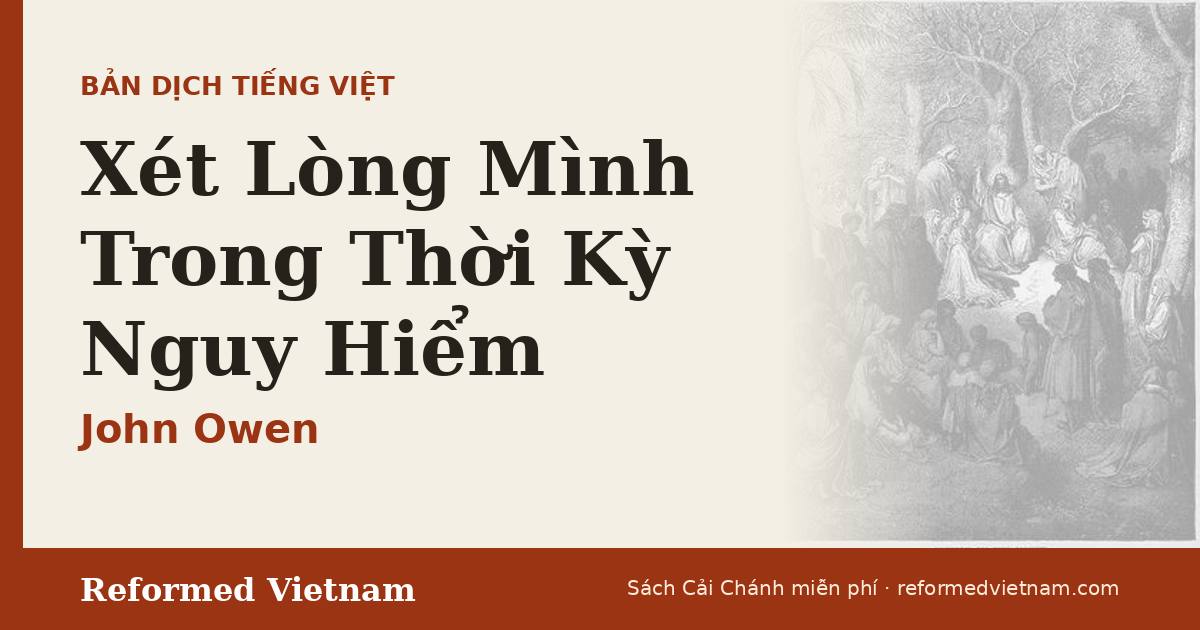 BẢN DỊCH TIẾNG VIỆT
Xét Lòng Mình
Trong Thời Kỳ
Nguy Hiểm
John Owen
Reformed Vietnam
Sách Cải Chánh miễn phí · reformedvietnam.com